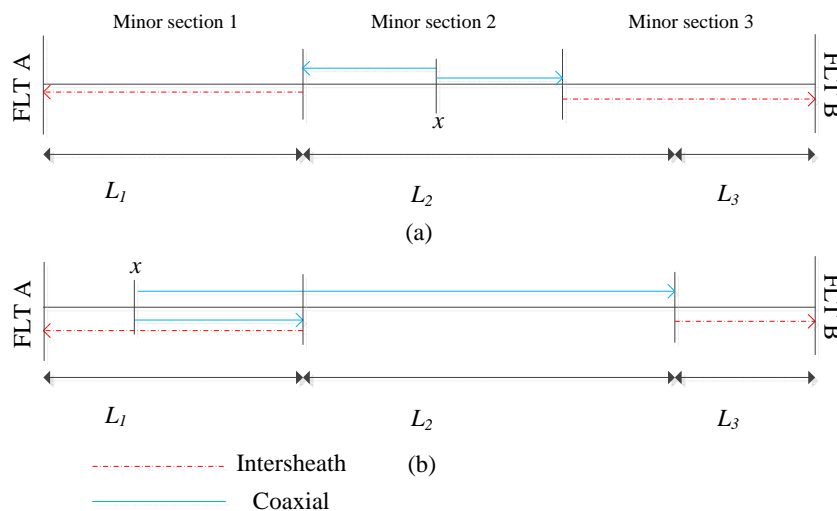 Minor section 1
Minor section 2
Minor section 3
FLT A
FLT B
x
L1
L2
L3
(a)
x
FLT A
FLT B
L1
L2
L3
Intersheath
(b)
Coaxial